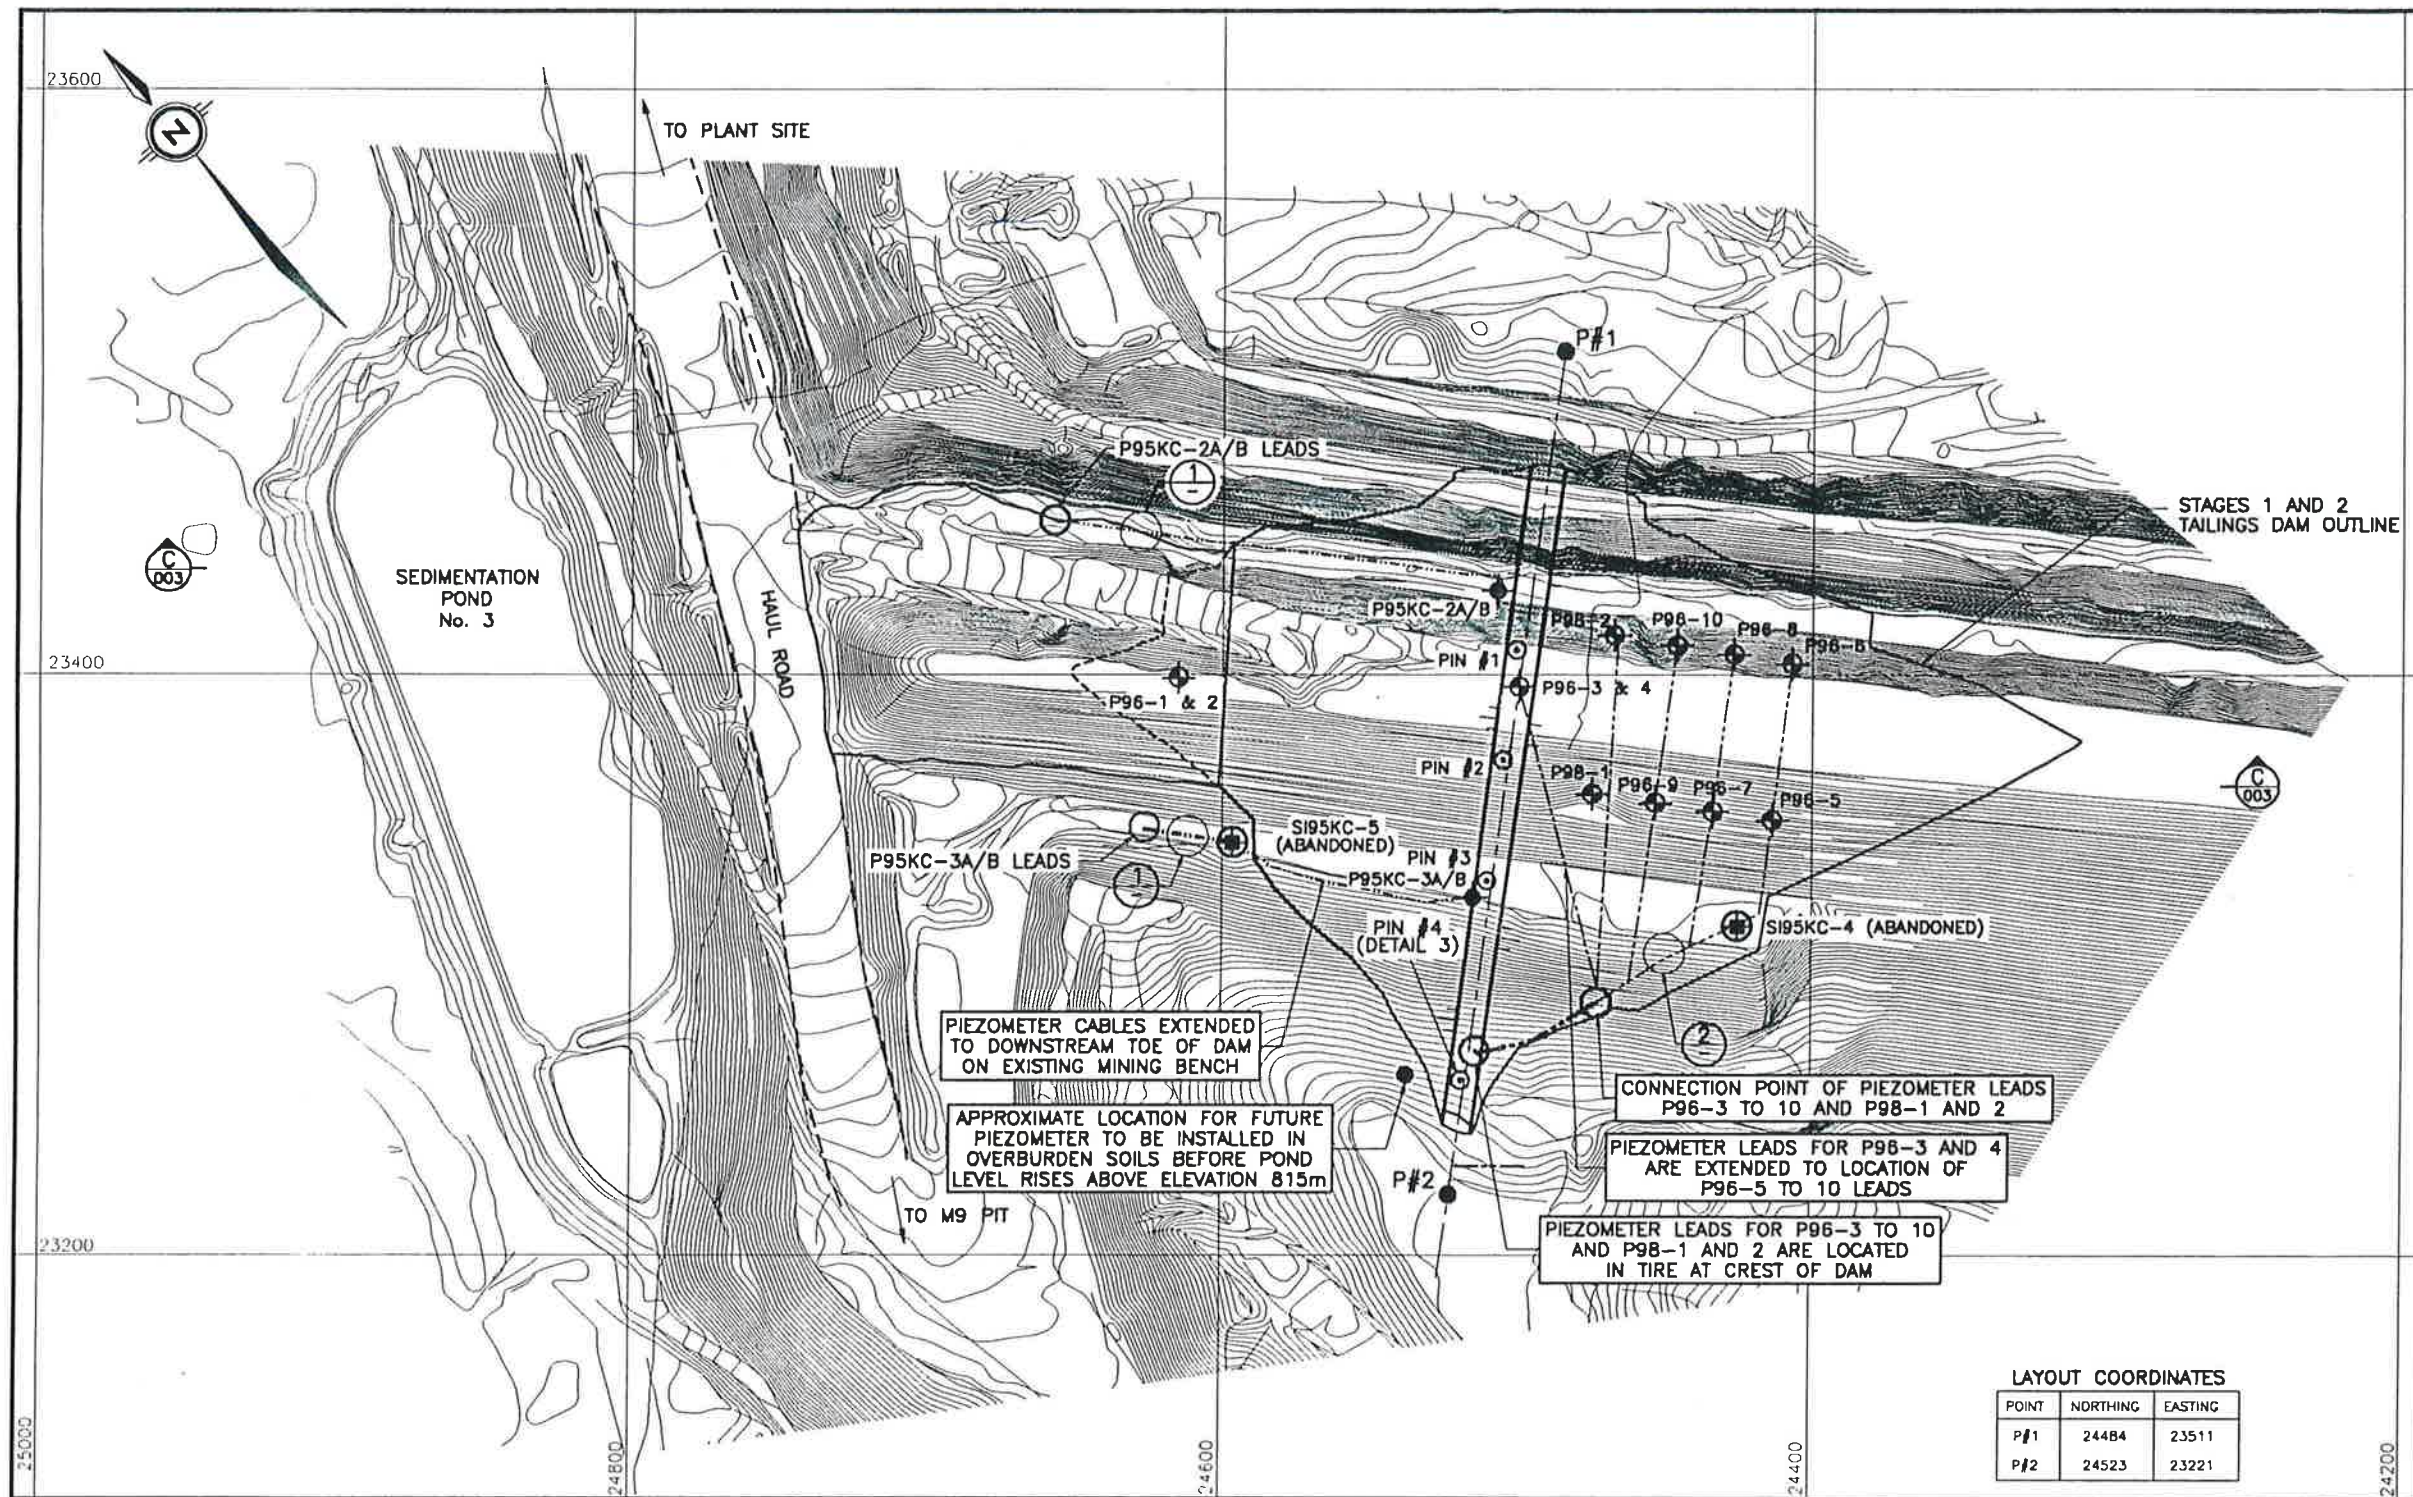 23600
N
TO PLANT SITE
P#1
P95KC-2A/B LEADS
1
-
STAGES 1 AND 2
TAILINGS DAM OUTLINE
C
003
SEDIMENTATION
POND
No. 3
HAUL ROAD
P95KC-2A/B
P98-2
P96-10
P96-8
P96-6
23400
PIN #1
P96-3 & 4
P96-1 & 2
PIN #2
P98-1
P96-9
P96-7
P96-5
C
003
SI95KC-5
(ABANDONED)
P95KC-3A/B LEADS
PIN #3
P95KC-3A/B
1
-
PIN #4
(DETAIL 3)
SI95KC-4 (ABANDONED)
PIEZOMETER CABLES EXTENDED
TO DOWNSTREAM TOE OF DAM
ON EXISTING MINING BENCH
2
-
CONNECTION POINT OF PIEZOMETER LEADS
P96-3 TO 10 AND P98-1 AND 2
APPROXIMATE LOCATION FOR FUTURE
PIEZOMETER TO BE INSTALLED IN
OVERBURDEN SOILS BEFORE POND
LEVEL RISES ABOVE ELEVATION 815m
PIEZOMETER LEADS FOR P96-3 AND 4
ARE EXTENDED TO LOCATION OF
P96-5 TO 10 LEADS
P#2
TO M9 PIT
PIEZOMETER LEADS FOR P96-3 TO 10
AND P98-1 AND 2 ARE LOCATED
IN TIRE AT CREST OF DAM
23200
LAYOUT COORDINATES
POINT NORTHING EASTING
P#1 24484 23511
P#2 24523 23221
25000
24800
24600
24400
24200